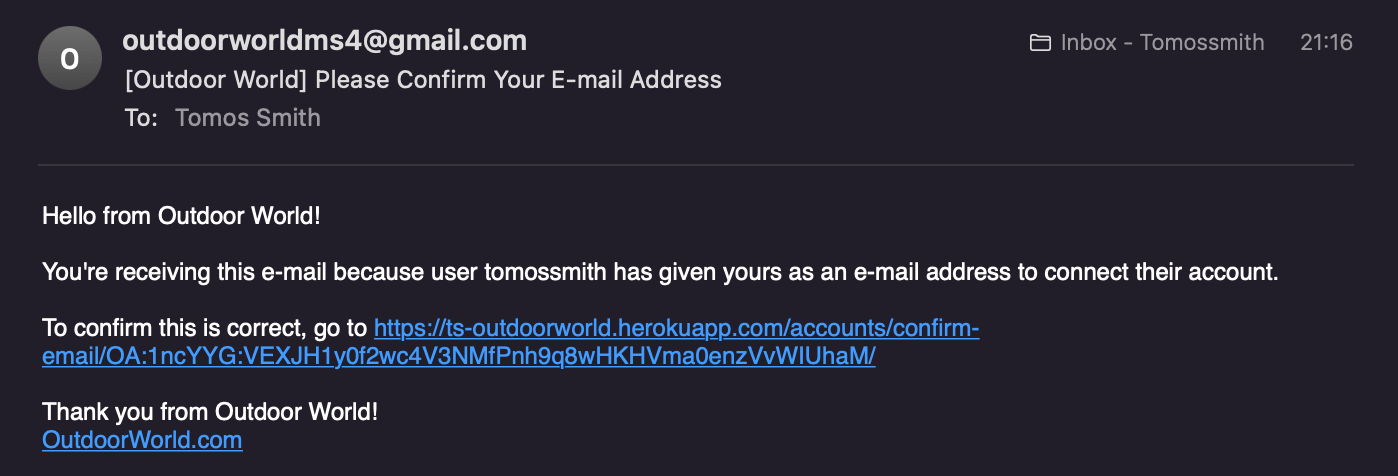 O
outdoorworldms4@gmail.com
Inbox - Tomossmith 21:16
[Outdoor World] Please Confirm Your E-mail Address
To: Tomos Smith
Hello from Outdoor World!
You're receiving this e-mail because user tomossmith has given yours as an e-mail address to connect their account.
To confirm this is correct, go to https://ts-outdoorworld.herokuapp.com/accounts/confirm-
email/OA:1ncYYG:VEXJH1y0f2wc4V3NMfPnh9q8wHKHVma0enzVvWIUhaM/
Thank you from Outdoor World!
OutdoorWorld.com